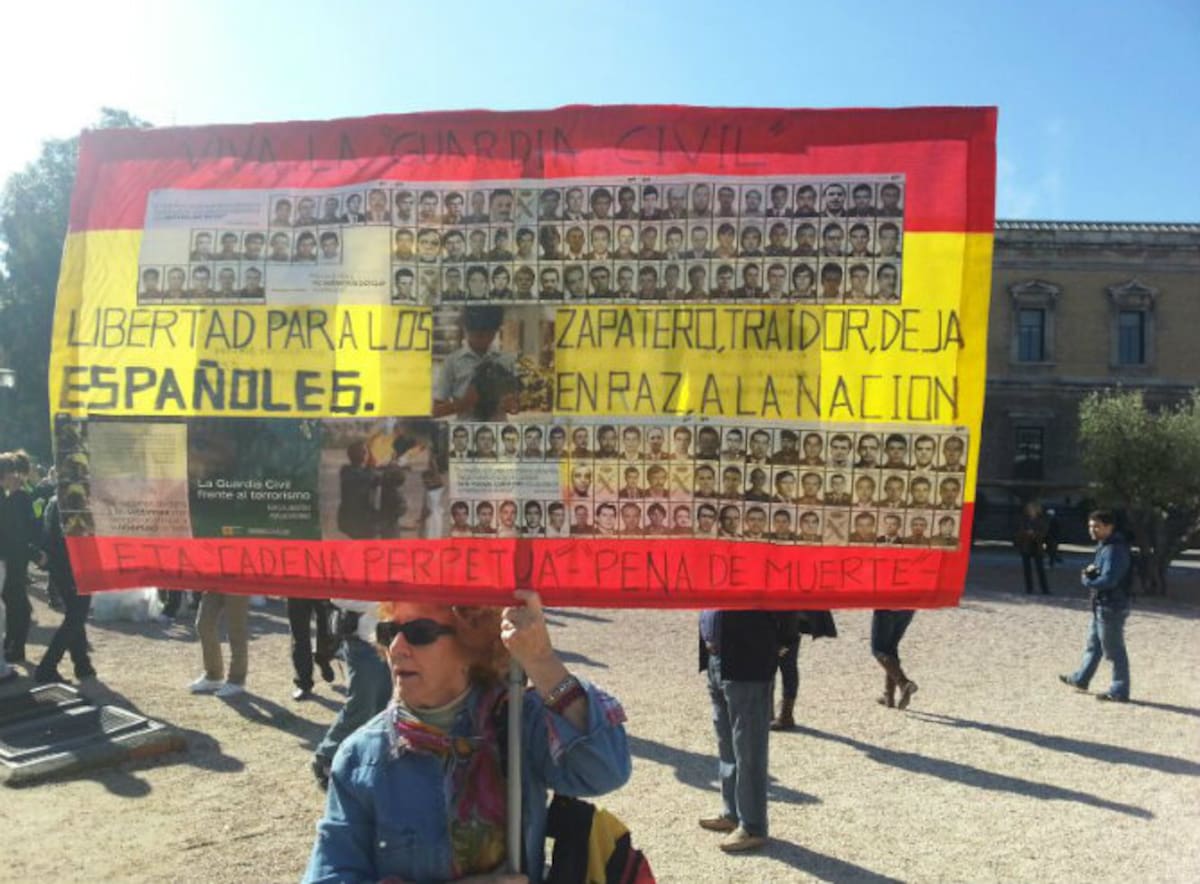 VIVA LA "GUARDIA CIVIL"
LIBERTAD PARA LOS
ESPAÑOLES.
ZAPATERO, TRAIDOR, DEJA
EN RAZ, A LA NACION
La Guardia Civil
frente al terrorismo
ETA-"CADENA PERPETUA"-"PENA DE MUERTE"-